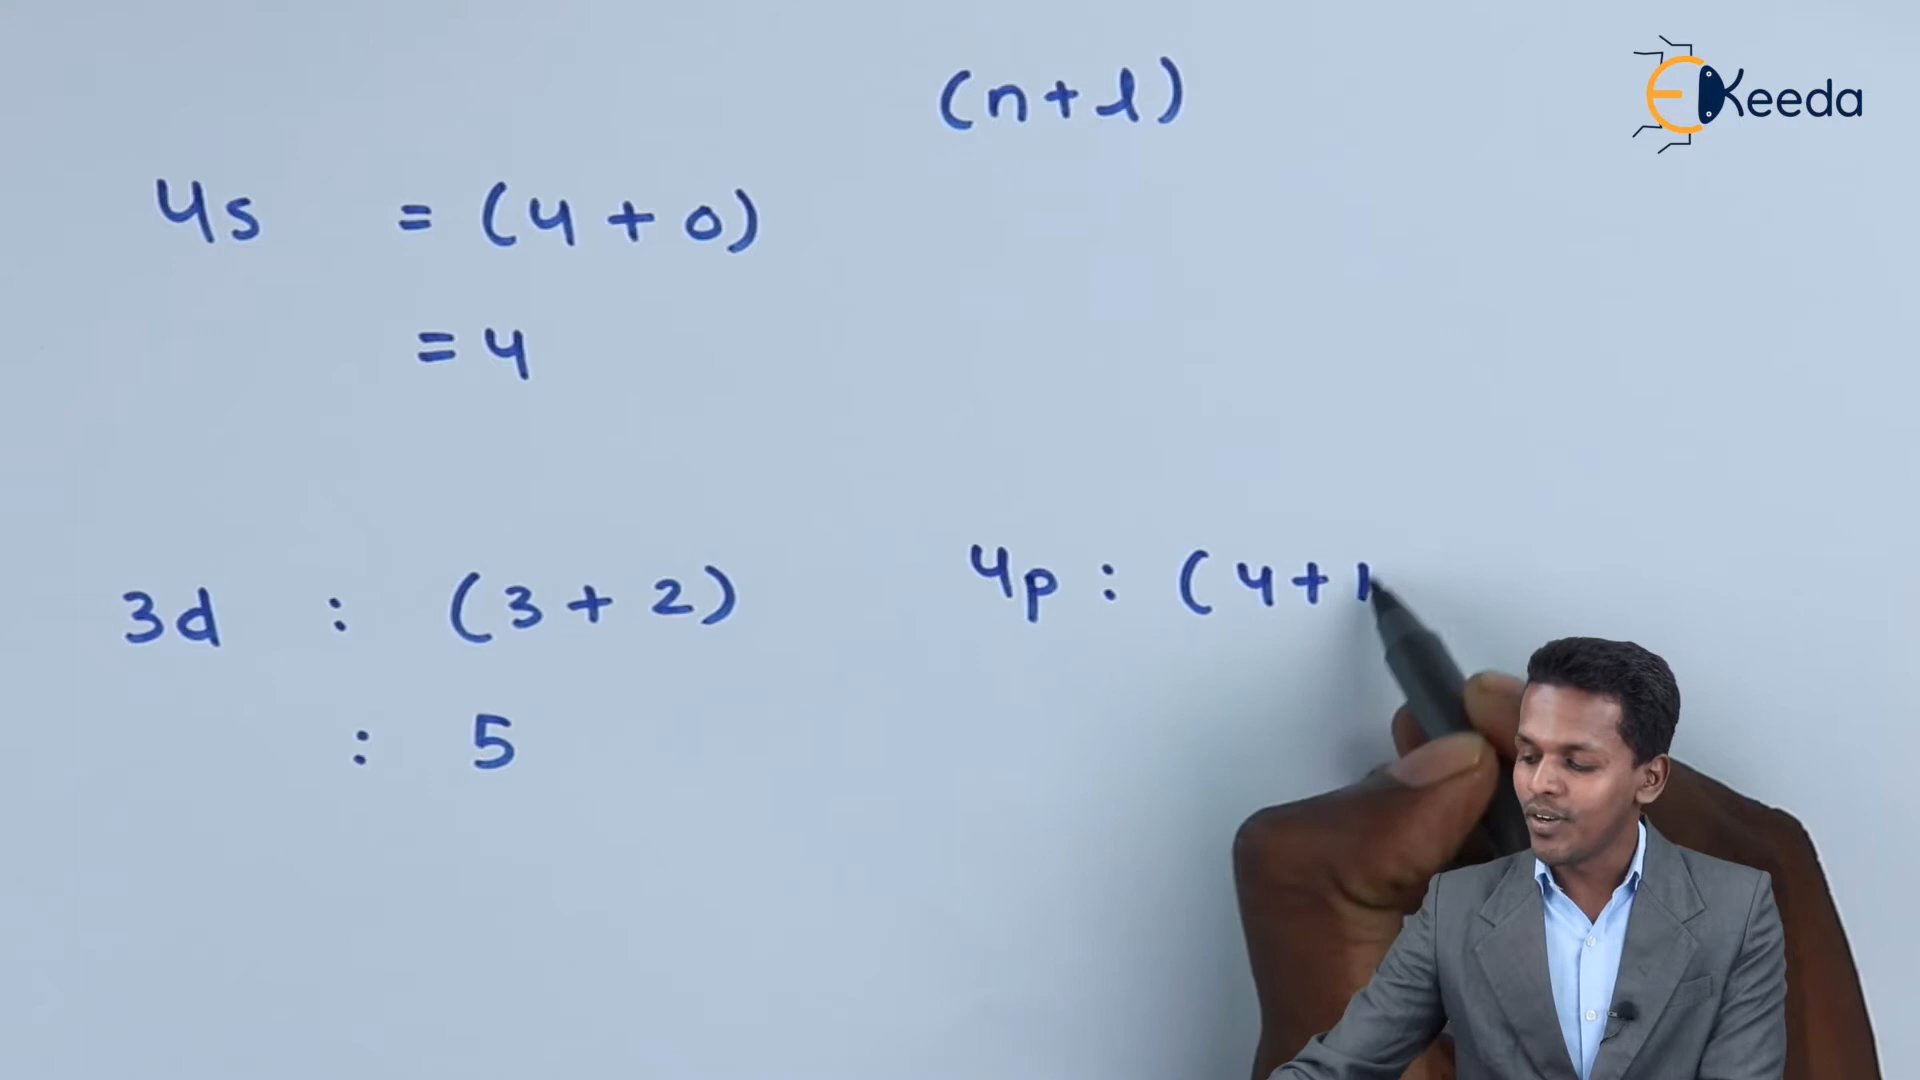 (n+l)
EKeeda
4s = (4+0)
= 4
3d : (3+2)
4p : (4+1
: 5